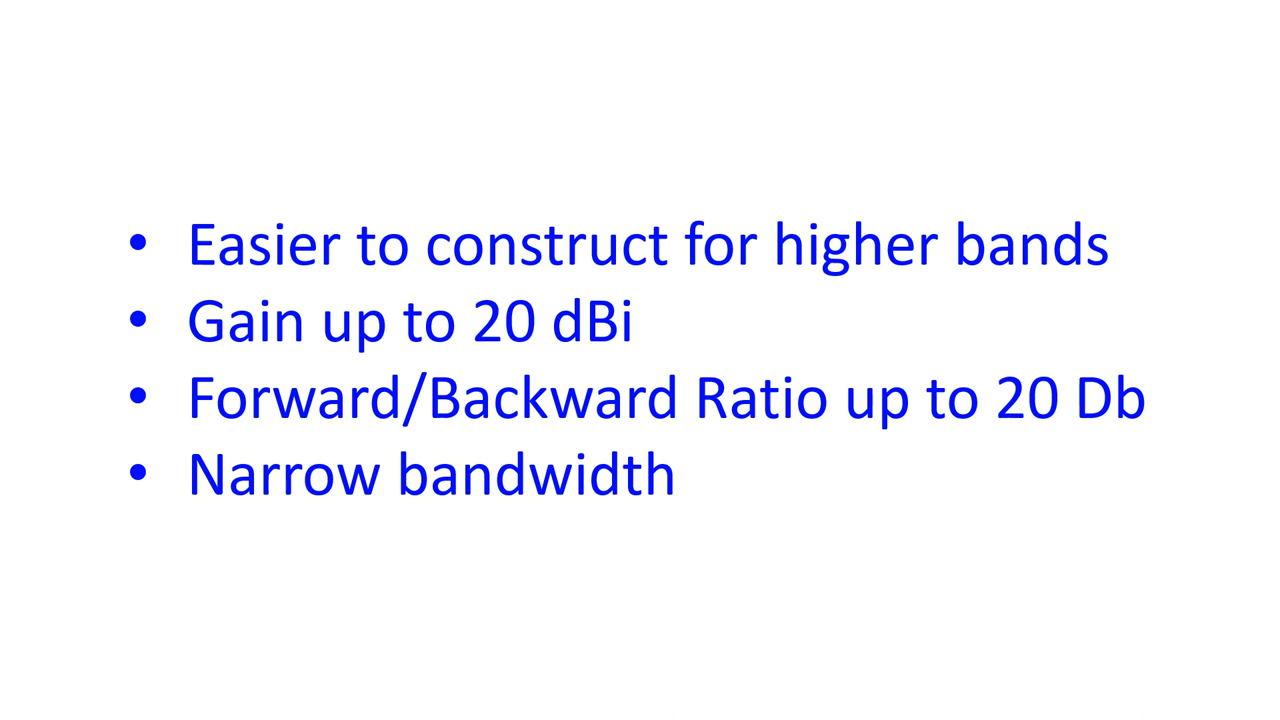 • Easier to construct for higher bands
• Gain up to 20 dBi
• Forward/Backward Ratio up to 20 Db
• Narrow bandwidth